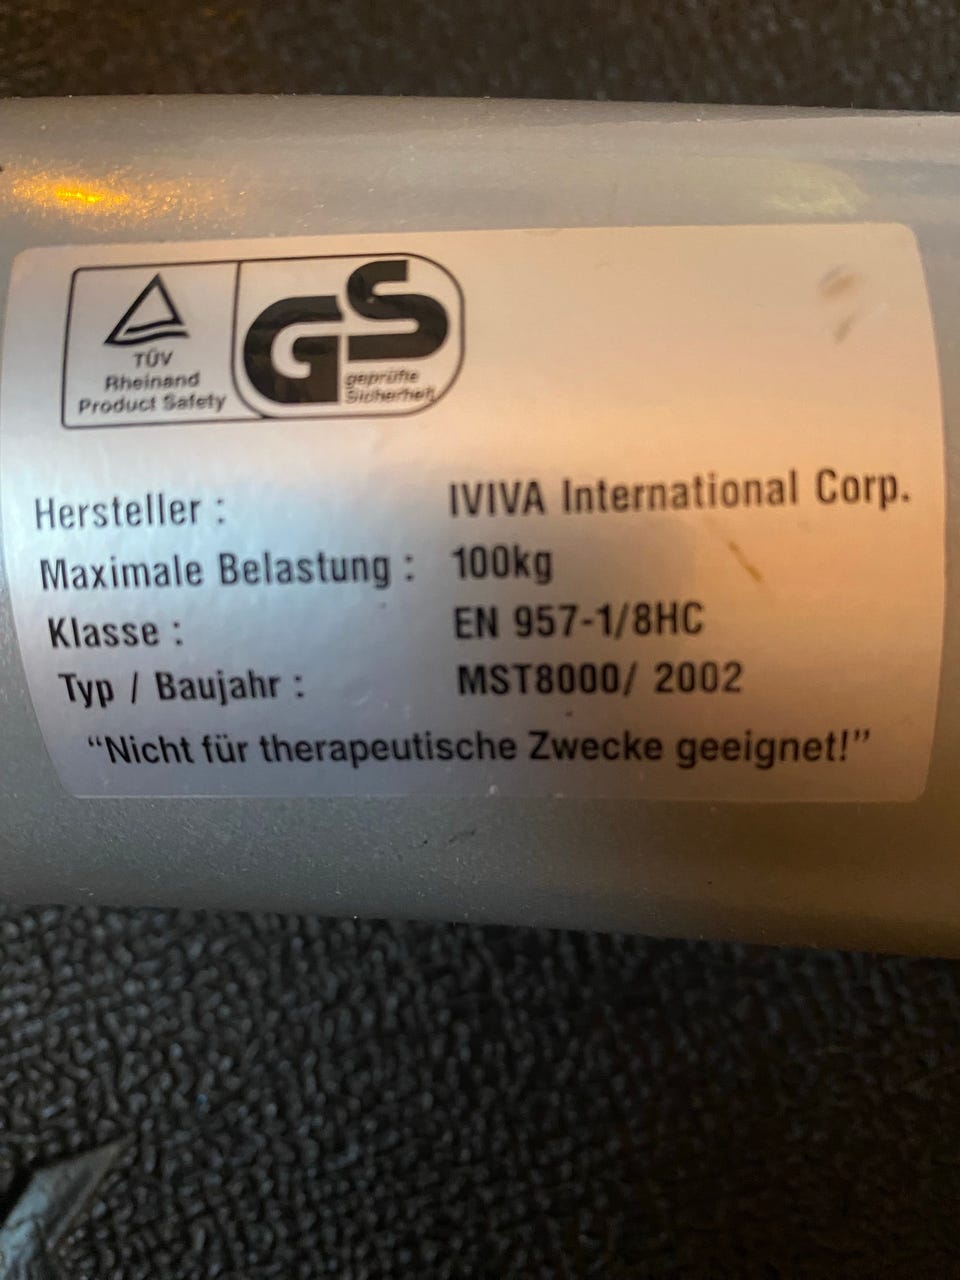 TÜV
Rheinand
Product Safety
GS
geprüfte
Sicherheit
Hersteller : IVIVA International Corp.
Maximale Belastung : 100kg
Klasse : EN 957-1/8HC
Typ / Baujahr : MST8000/ 2002
“Nicht für therapeutische Zwecke geeignet!”